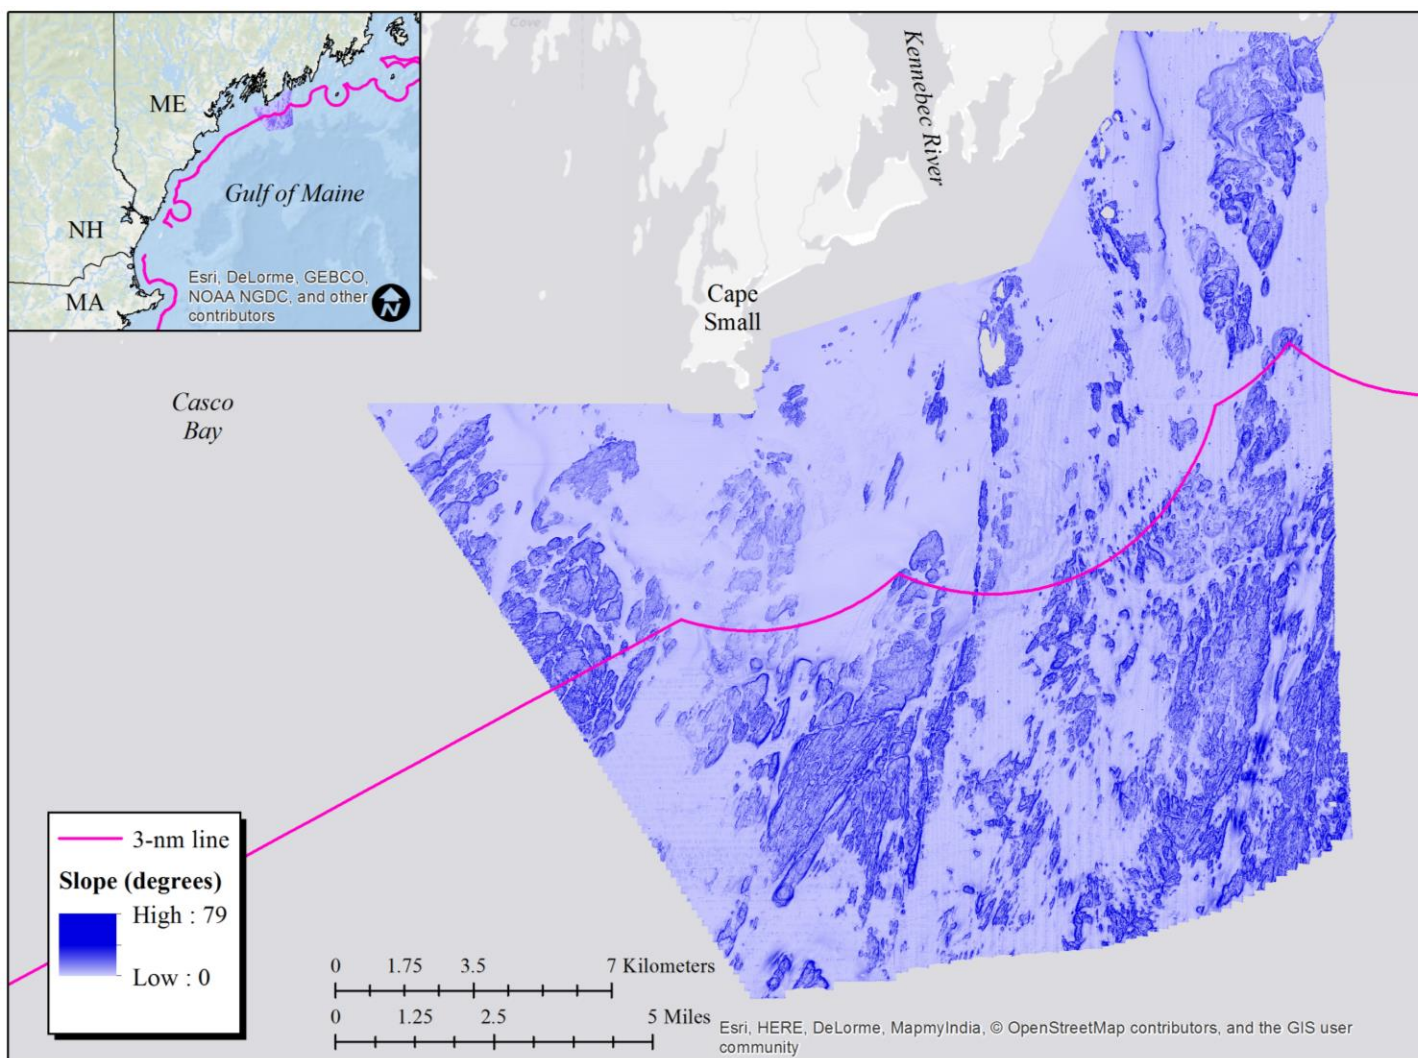 Cove
Kennebec River
ME
Gulf of Maine
NH
MA
Esri, DeLorme, GEBCO,
NOAA NGDC, and other
contributors
N
Cape
Small
Casco
Bay
3-nm line
Slope (degrees)
High : 79
Low : 0
0 1.75 3.5 7 Kilometers
0 1.25 2.5 5 Miles
Esri, HERE, DeLorme, MapmyIndia, © OpenStreetMap contributors, and the GIS user
community